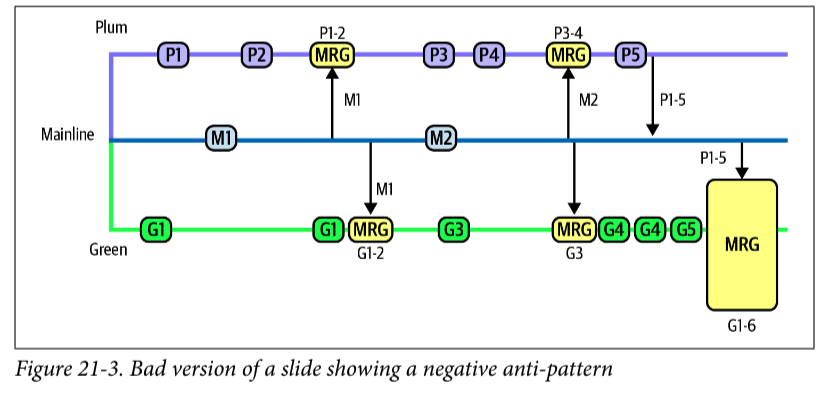 Plum
P1-2
P3-4
P1
P2
MRG
P3
P4
MRG
P5
M1
M2
P1-5
Mainline
M1
M2
P1-5
M1
G1
G1
MRG
G3
MRG
G4
G4
G5
MRG
Green
G1-2
G3
G1-6
Figure 21-3. Bad version of a slide showing a negative anti-pattern